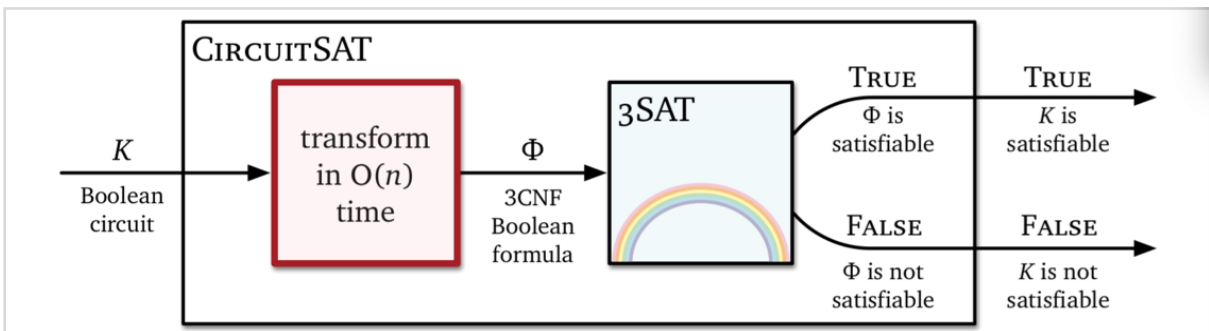 CIRCUITSAT
K
Boolean
circuit
transform
in O(n)
time
Φ
3CNF
Boolean
formula
3SAT
TRUE
Φ is
satisfiable
TRUE
K is
satisfiable
FALSE
Φ is not
satisfiable
FALSE
K is not
satisfiable